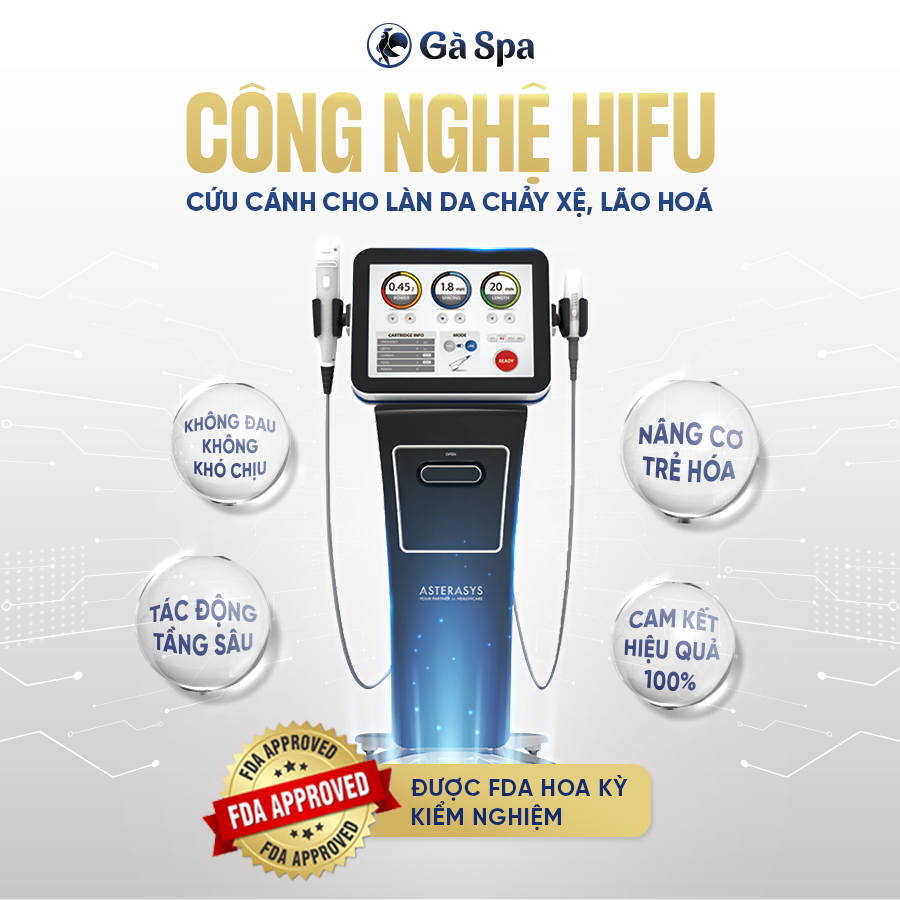 Gà Spa
CÔNG NGHỆ HIFU
CỨU CÁNH CHO LÀN DA CHẢY XỆ, LÃO HOÁ
0.45 J
POWER
1.8 mm
SPACING
20 mm
LENGTH
CARTRIDGE INFO
MODE
READY
OPEN
KHÔNG ĐAU
KHÔNG
KHÓ CHỊU
NÂNG CƠ
TRẺ HÓA
TÁC ĐỘNG
TẦNG SÂU
CAM KẾT
HIỆU QUẢ
100%
ASTERASYS
YOUR PARTNER in HEALTHCARE
FDA APPROVED
FDA APPROVED
FDA APPROVED
ĐƯỢC FDA HOA KỲ
KIỂM NGHIỆM